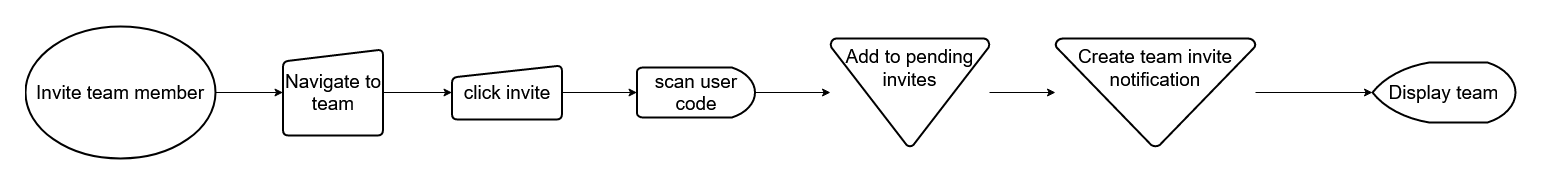 Invite team member
Navigate to
team
click invite
scan user
code
Add to pending
invites
Create team invite
notification
Display team